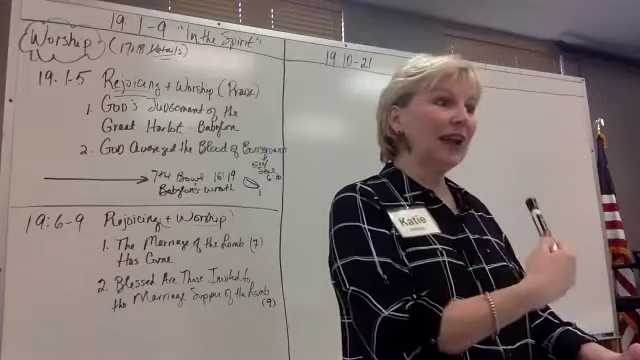 19:1-9 "In the Spirit"
Worship (17&18 Details)
19:1-5 Rejoicing + Worship (Praise)
1. God's Judgement of the
Great Harlot - Babylon
2. God Avenged the Blood of
7th Bowl 16:19
Babylon's Wrath
6:10
19:6-9 Rejoicing + Worship
1. The Marriage of the Lamb (7)
Has Come
2. Blessed Are Those Invited to
the Marriage Supper of the Lamb
(9)
19:10-21
Katie